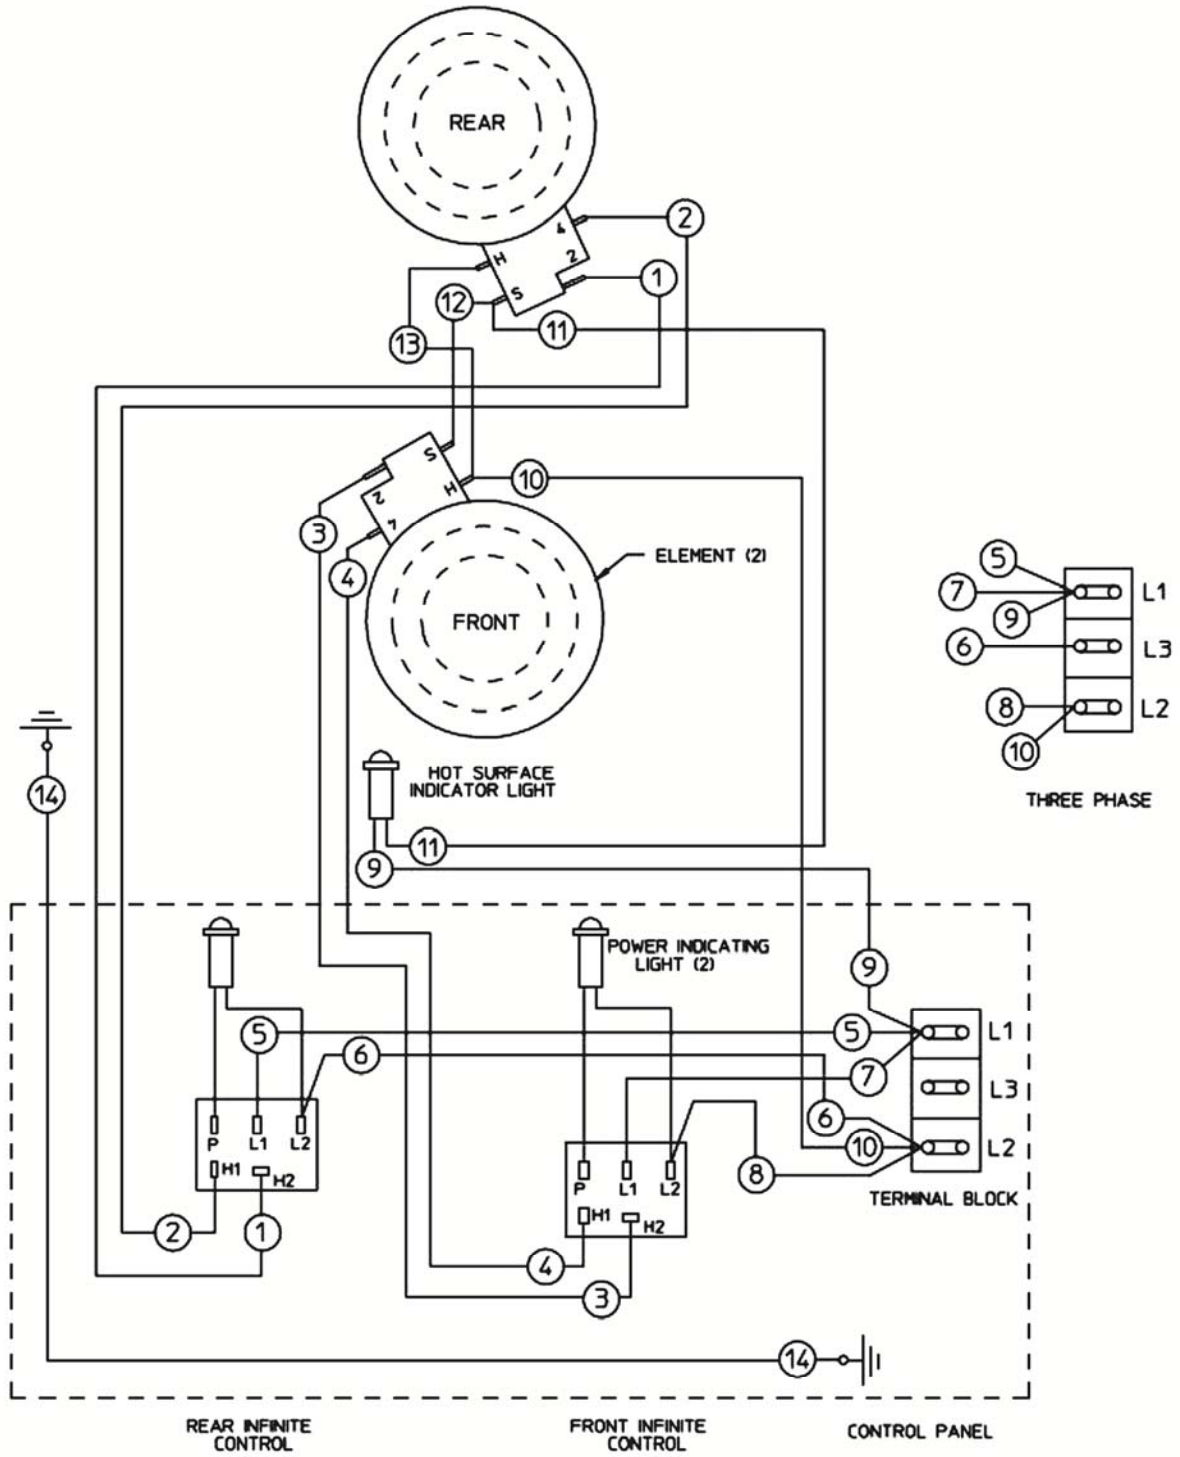 REAR
4
2
2
H
S
1
12
11
13
S
H
2
4
10
3
4
ELEMENT (2)
FRONT
5
7
9
L1
6
L3
8
L2
10
THREE PHASE
14
HOT SURFACE
INDICATOR LIGHT
11
9
POWER INDICATING
LIGHT (2)
9
5
5
L1
6
7
L3
6
10
L2
8
TERMINAL BLOCK
P
L1
L2
H1
H2
P
L1
L2
H1
H2
2
1
4
3
14
REAR INFINITE
CONTROL
FRONT INFINITE
CONTROL
CONTROL PANEL